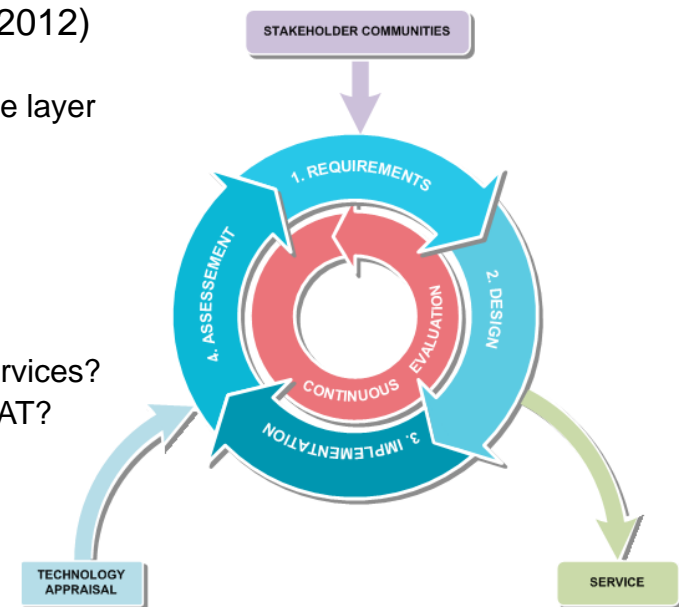 2012)
STAKEHOLDER COMMUNITIES
e layer
1. REQUIREMENTS
2. DESIGN
3. IMPLEMENTATION
4. ASSESSEMENT
CONTINUOUS EVALUATION
rvices?
AT?
TECHNOLOGY
APPRAISAL
SERVICE